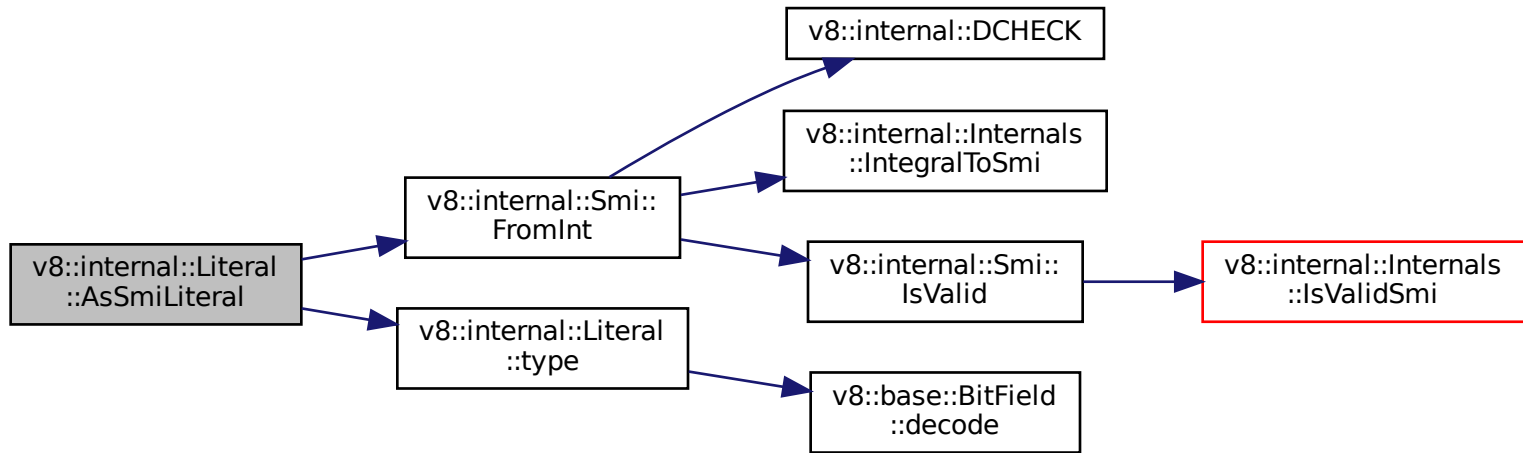 v8::internal::DCHECK
v8::internal::Internals
::IntegralToSmi
v8::internal::Smi::
FromInt
v8::internal::Literal
::AsSmiLiteral
v8::internal::Smi::
IsValid
v8::internal::Internals
::IsValidSmi
v8::internal::Literal
::type
v8::base::BitField
::decode